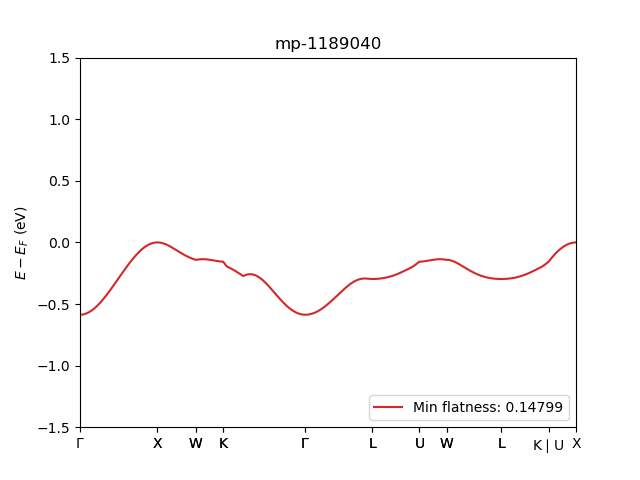 mp-1189040
1.5
1.0
0.5
0.0
−0.5
−1.0
−1.5
E − E_F (eV)
Min flatness: 0.14799
Γ X W K Γ L U W L K | U X